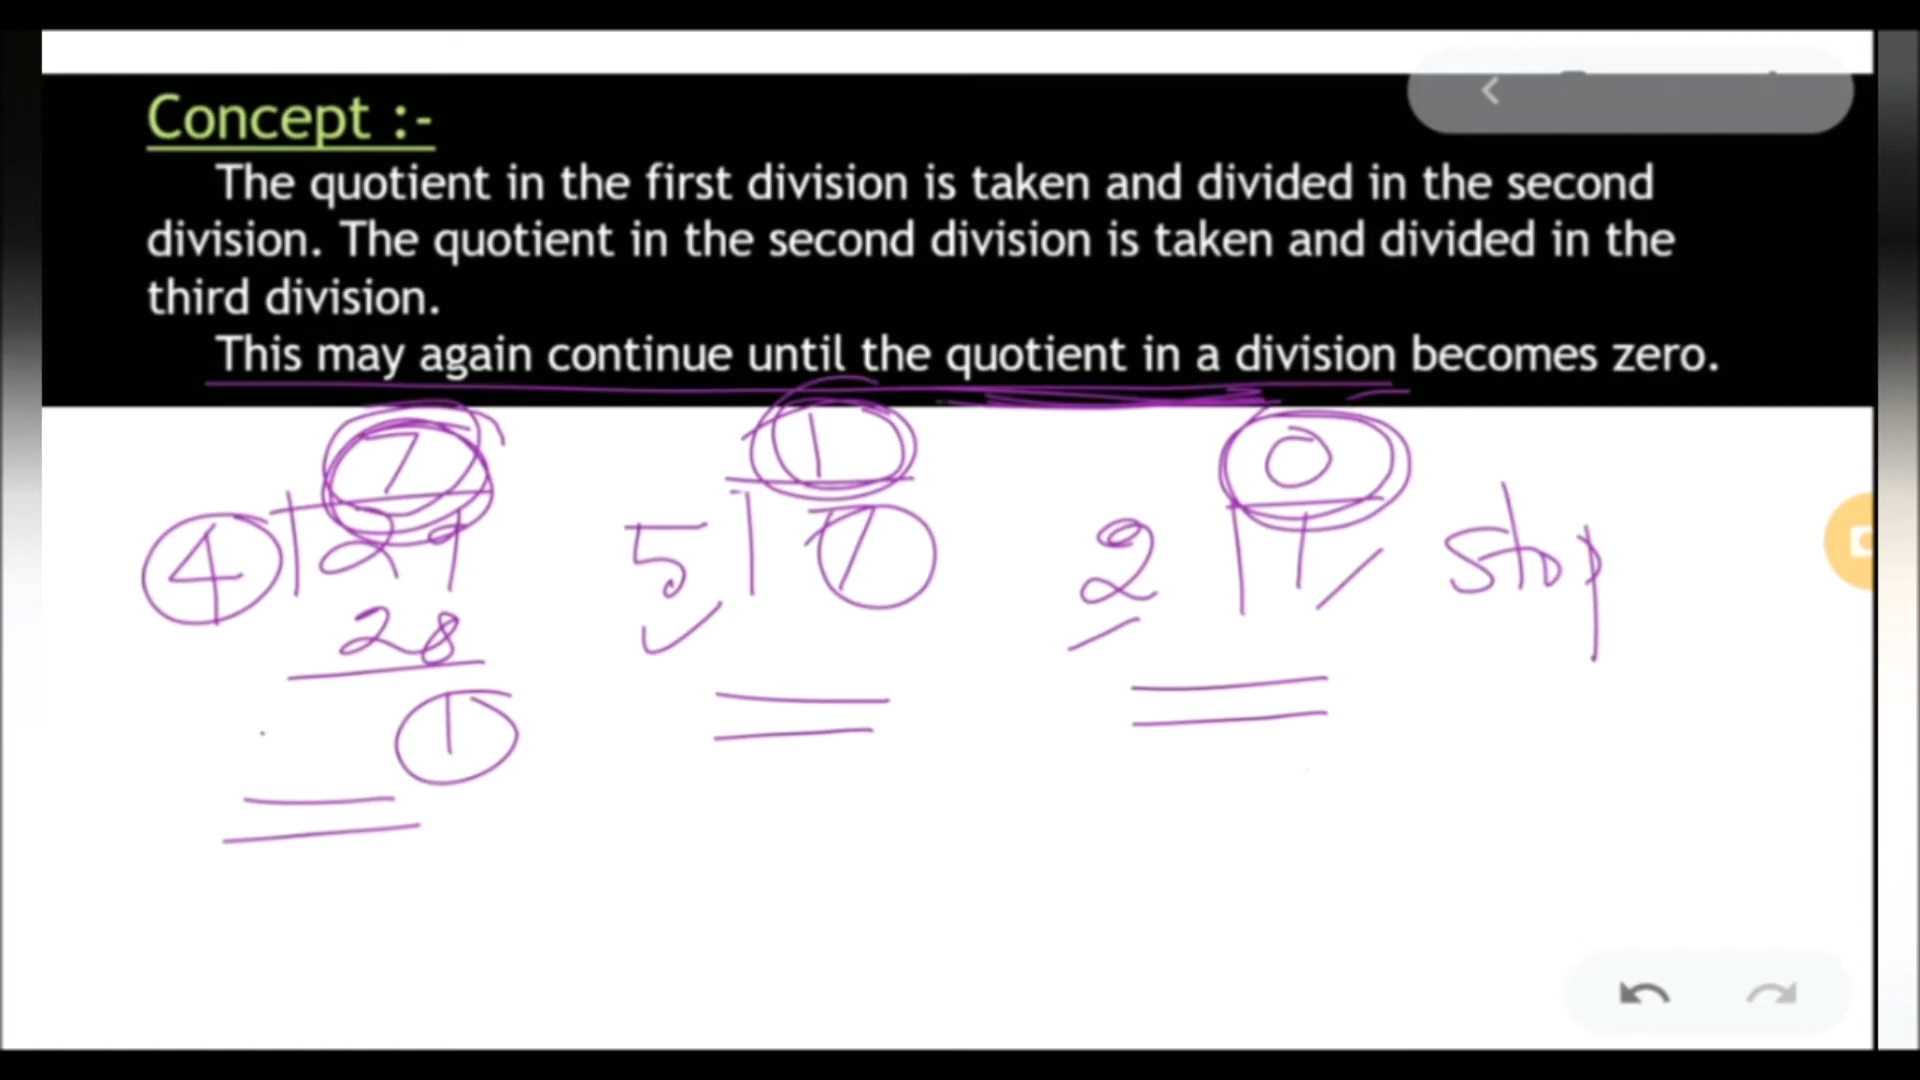 Concept :-
The quotient in the first division is taken and divided in the second
division. The quotient in the second division is taken and divided in the
third division.
This may again continue until the quotient in a division becomes zero.
7 1 0
4 29 5 7 2 1 stop
28
1